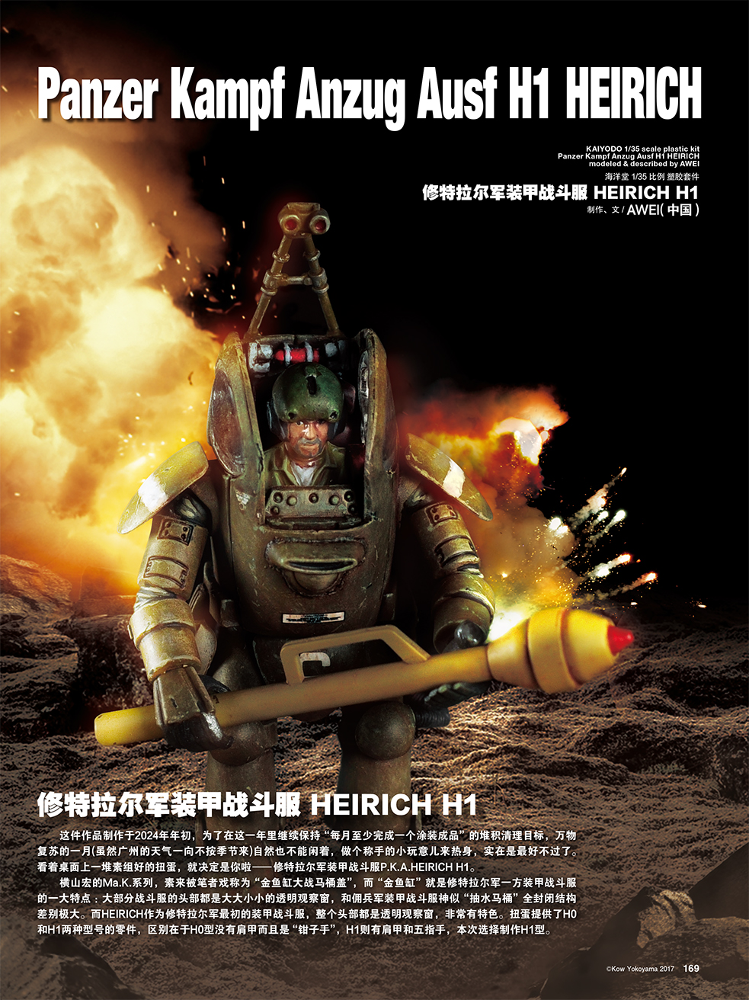 Panzer Kampf Anzug Ausf H1 HEIRICH
KAIYODO 1/35 scale plastic kit
Panzer Kampf Anzug Ausf H1 HEIRICH
modeled & described by AWEI
海洋堂 1/35 比例 塑胶套件
修特拉尔军装甲战斗服 HEIRICH H1
制作、文 / AWEI( 中国 )
修特拉尔军装甲战斗服 HEIRICH H1
这件作品制作于2024年年初，为了在这一年里继续保持“每月至少完成一个涂装成品”的堆积清理目标，万物
复苏的一月(虽然广州的天气一向不按季节来)自然也不能闲着，做个称手的小玩意儿来热身，实在是最好不过了。
看着桌面上一堆素组好的扭蛋，就决定是你啦——修特拉尔军装甲战斗服P.K.A.HEIRICH H1。
横山宏的Ma.K.系列，素来被笔者戏称为“金鱼缸大战马桶盖”，而“金鱼缸”就是修特拉尔军一方装甲战斗服
的一大特点：大部分战斗服的头部都是大大小小的透明观察窗，和佣兵军装甲战斗服神似“抽水马桶”全封闭结构
差别极大。而HEIRICH作为修特拉尔军最初的装甲战斗服，整个头部都是透明观察窗，非常有特色。扭蛋提供了H0
和H1两种型号的零件，区别在于H0型没有肩甲而且是“钳子手”，H1则有肩甲和五指手，本次选择制作H1型。
©Kow Yokoyama 2017 169